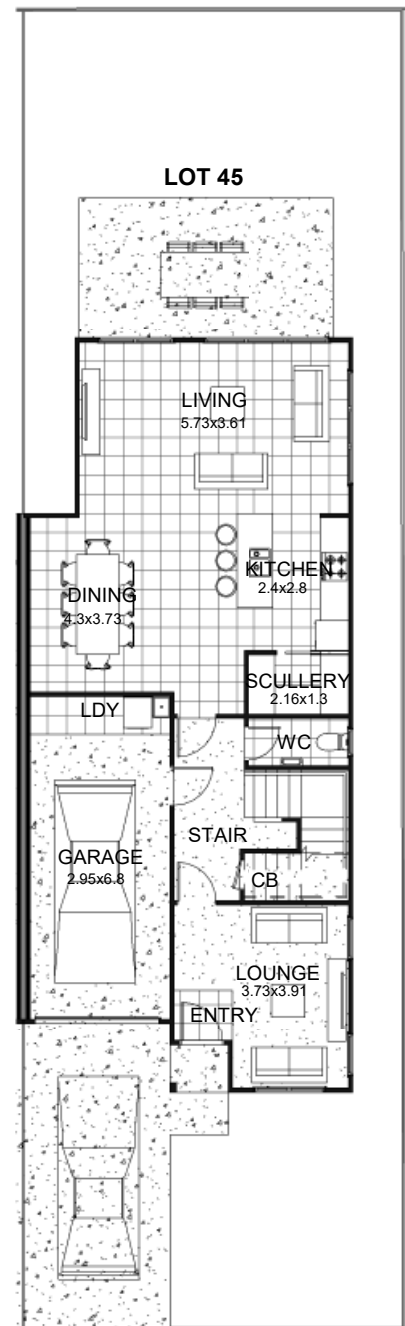 LOT 45
LIVING
5.73x3.61
KITCHEN
2.4x2.8
DINING
4.3x3.73
SCULLERY
2.16x1.3
LDY
WC
STAIR
GARAGE
2.95x6.8
CB
LOUNGE
3.73x3.91
ENTRY